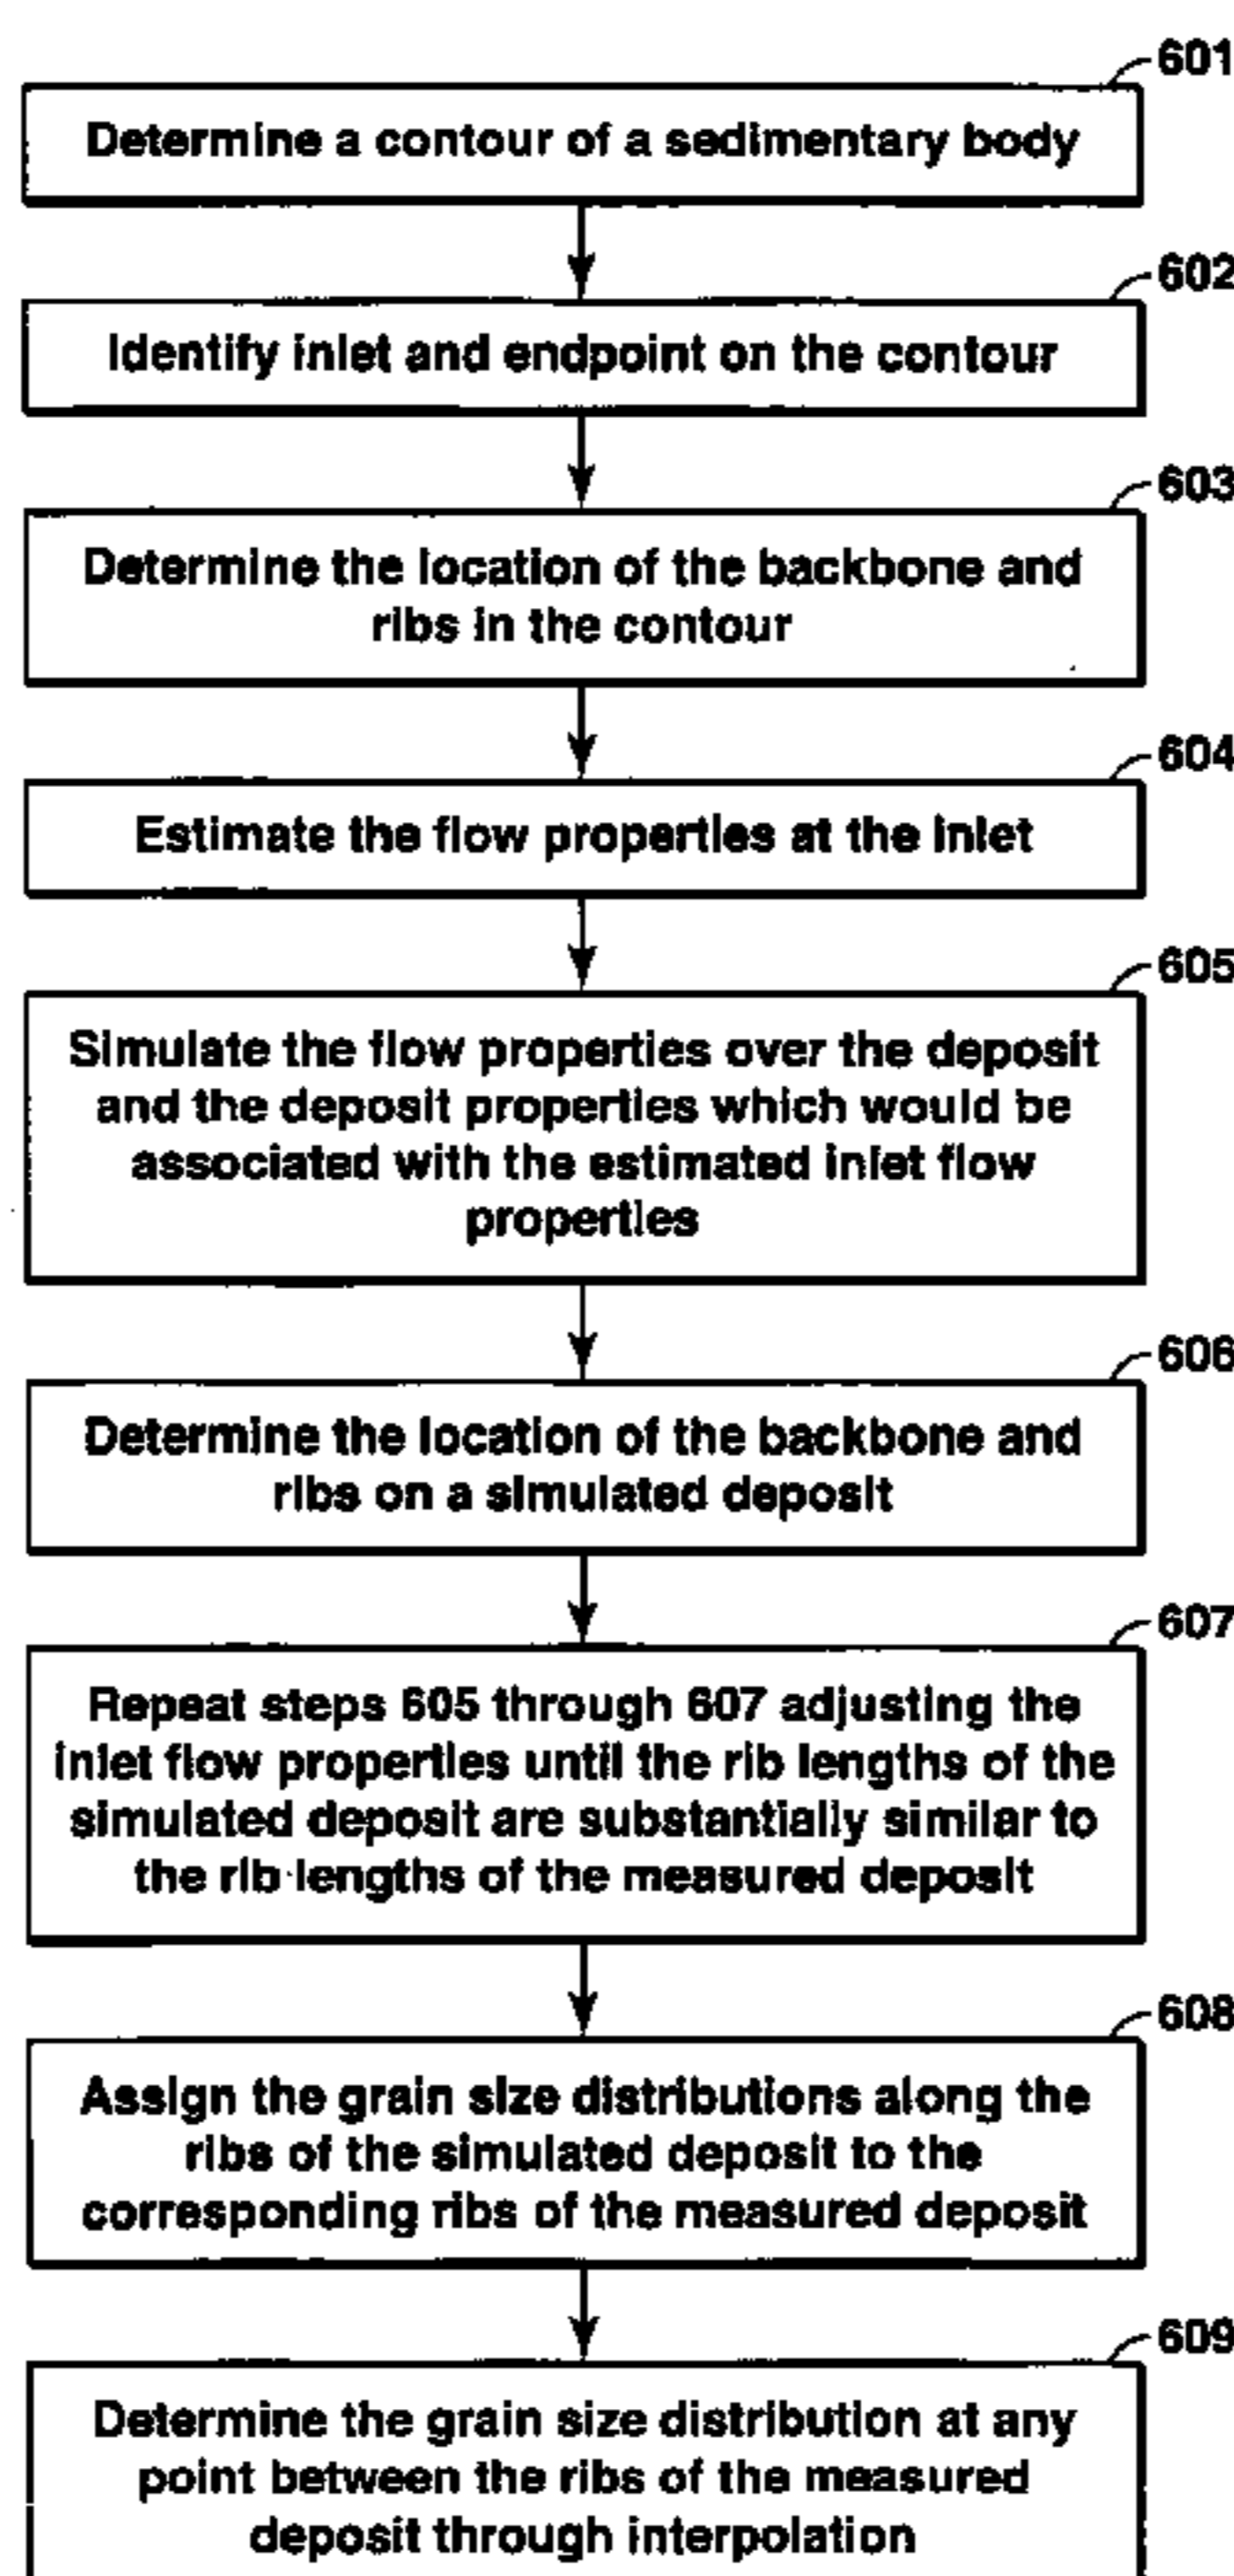 601
Determine a contour of a sedimentary body
602
Identify inlet and endpoint on the contour
603
Determine the location of the backbone and
ribs in the contour
604
Estimate the flow properties at the inlet
605
Simulate the flow properties over the deposit
and the deposit properties which would be
associated with the estimated inlet flow
properties
606
Determine the location of the backbone and
ribs on a simulated deposit
607
Repeat steps 605 through 607 adjusting the
inlet flow properties until the rib lengths of the
simulated deposit are substantially similar to
the rib lengths of the measured deposit
608
Assign the grain size distributions along the
ribs of the simulated deposit to the
corresponding ribs of the measured deposit
609
Determine the grain size distribution at any
point between the ribs of the measured
deposit through interpolation